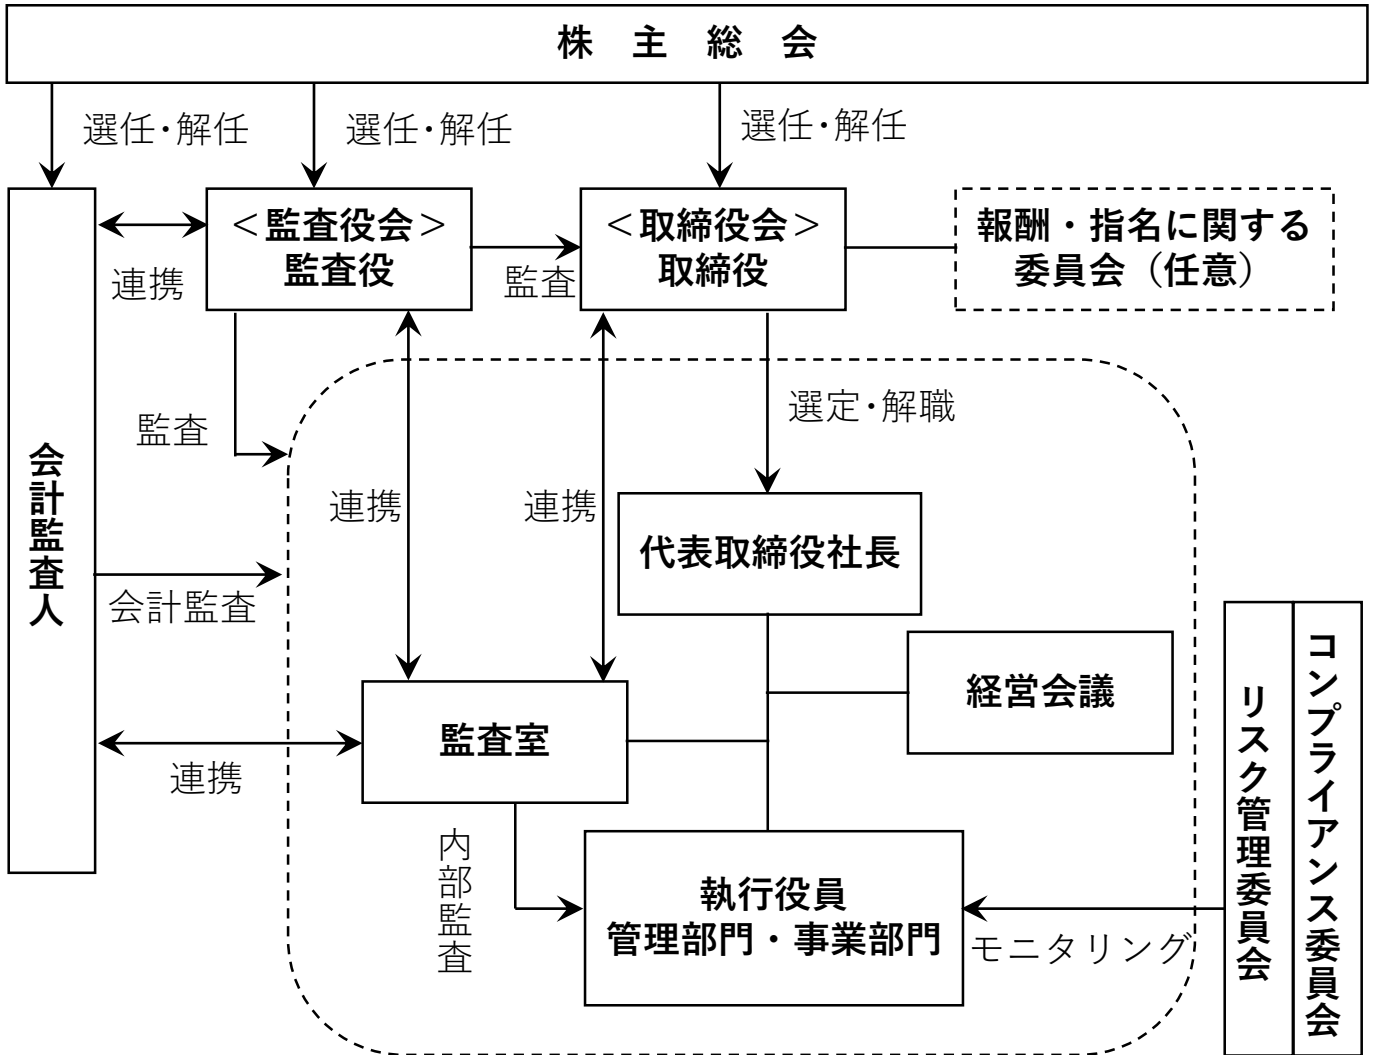 株 主 総 会
選任・解任
選任・解任
選任・解任
＜監査役会＞
監査役
＜取締役会＞
取締役
報酬・指名に関する
委員会（任意）
連携
監査
監査
選定・解職
連携
連携
代表取締役社長
会計監査人
会計監査
経営会議
監査室
連携
内部監査
執行役員
管理部門・事業部門
モニタリング
リスク管理委員会
コンプライアンス委員会